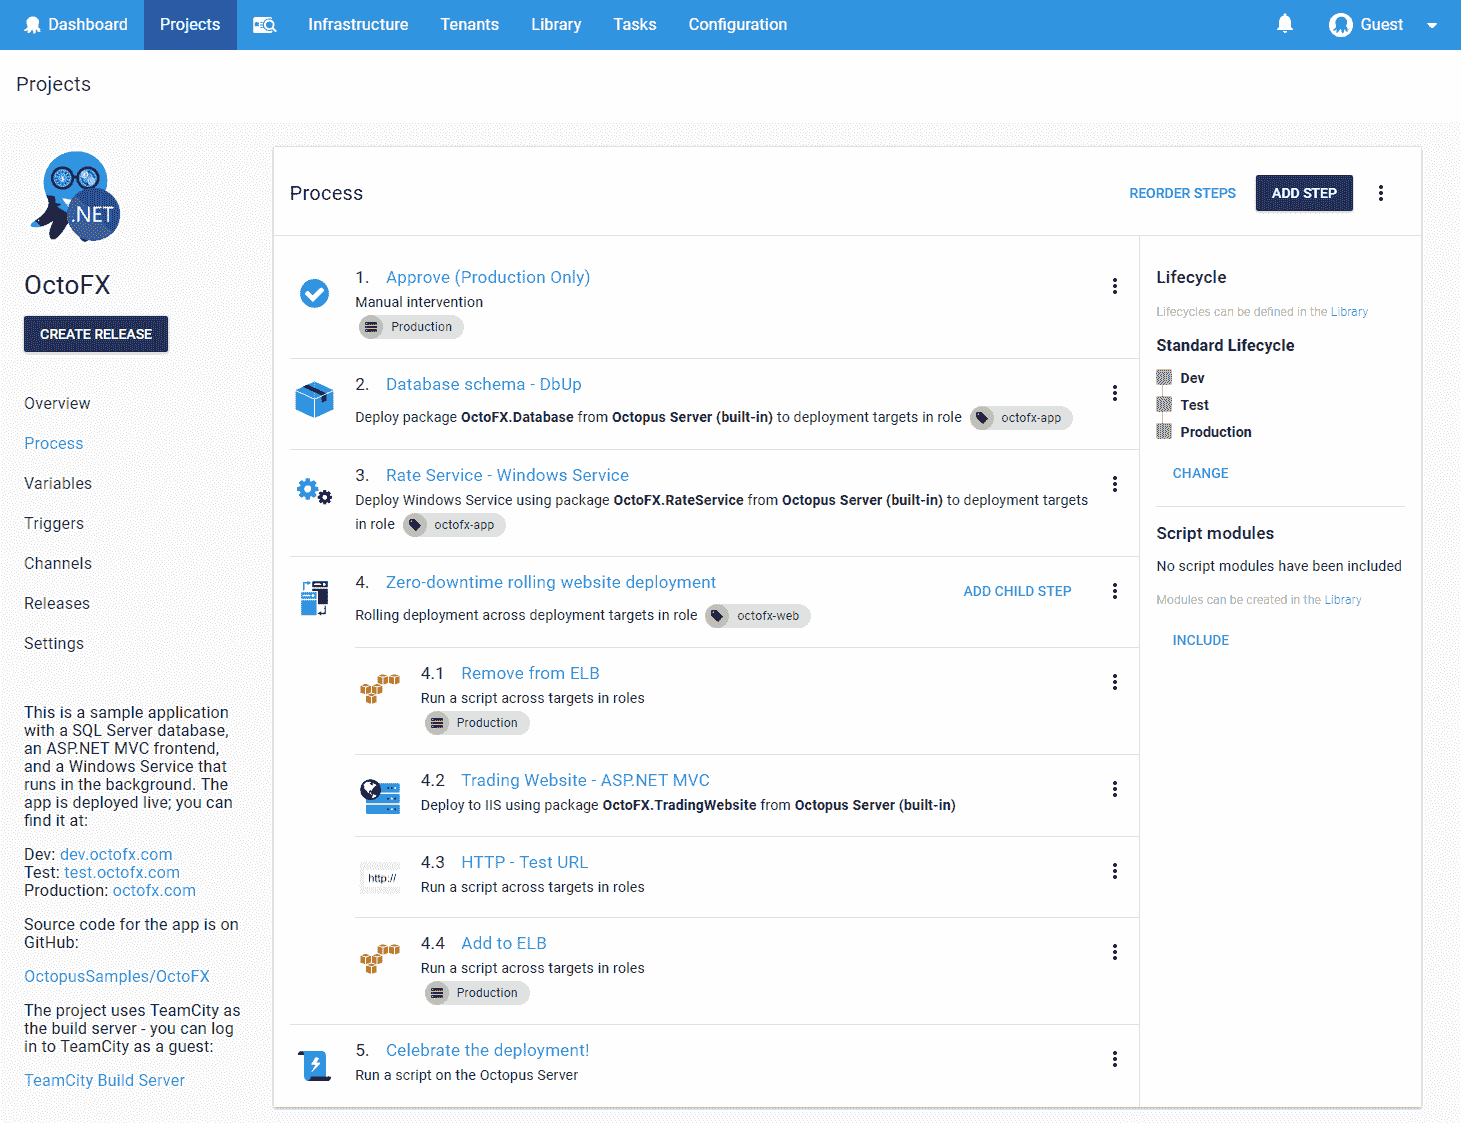 Dashboard Projects Infrastructure Tenants Library Tasks Configuration Guest
Projects
.NET
OctoFX
CREATE RELEASE
Overview
Process
Variables
Triggers
Channels
Releases
Settings
This is a sample application
with a SQL Server database,
an ASP.NET MVC frontend,
and a Windows Service that
runs in the background. The
app is deployed live; you can
find it at:
Dev: dev.octofx.com
Test: test.octofx.com
Production: octofx.com
Source code for the app is on
GitHub:
OctopusSamples/OctoFX
The project uses TeamCity as
the build server - you can log
in to TeamCity as a guest:
TeamCity Build Server
Process REORDER STEPS ADD STEP
1. Approve (Production Only)
Manual intervention
Production
2. Database schema - DbUp
Deploy package OctoFX.Database from Octopus Server (built-in) to deployment targets in role octofx-app
3. Rate Service - Windows Service
Deploy Windows Service using package OctoFX.RateService from Octopus Server (built-in) to deployment targets
in role octofx-app
4. Zero-downtime rolling website deployment ADD CHILD STEP
Rolling deployment across deployment targets in role octofx-web
4.1 Remove from ELB
Run a script across targets in roles
Production
4.2 Trading Website - ASP.NET MVC
Deploy to IIS using package OctoFX.TradingWebsite from Octopus Server (built-in)
4.3 HTTP - Test URL
http://
Run a script across targets in roles
4.4 Add to ELB
Run a script across targets in roles
Production
5. Celebrate the deployment!
Run a script on the Octopus Server
Lifecycle
Lifecycles can be defined in the Library
Standard Lifecycle
Dev
Test
Production
CHANGE
Script modules
No script modules have been included
Modules can be created in the Library
INCLUDE